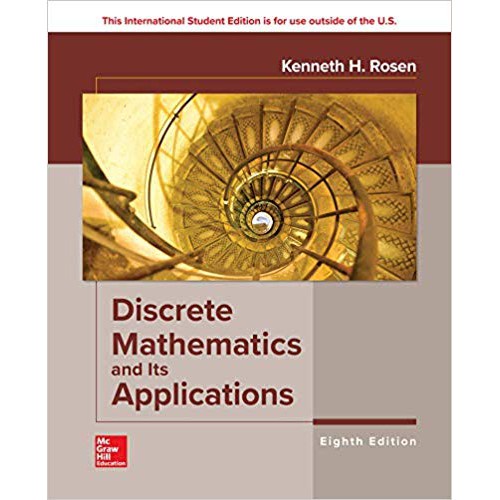 This International Student Edition is for use outside of the U.S.
Kenneth H. Rosen
Discrete
Mathematics
and Its
Applications
Eighth Edition
Mc
Graw
Hill
Education